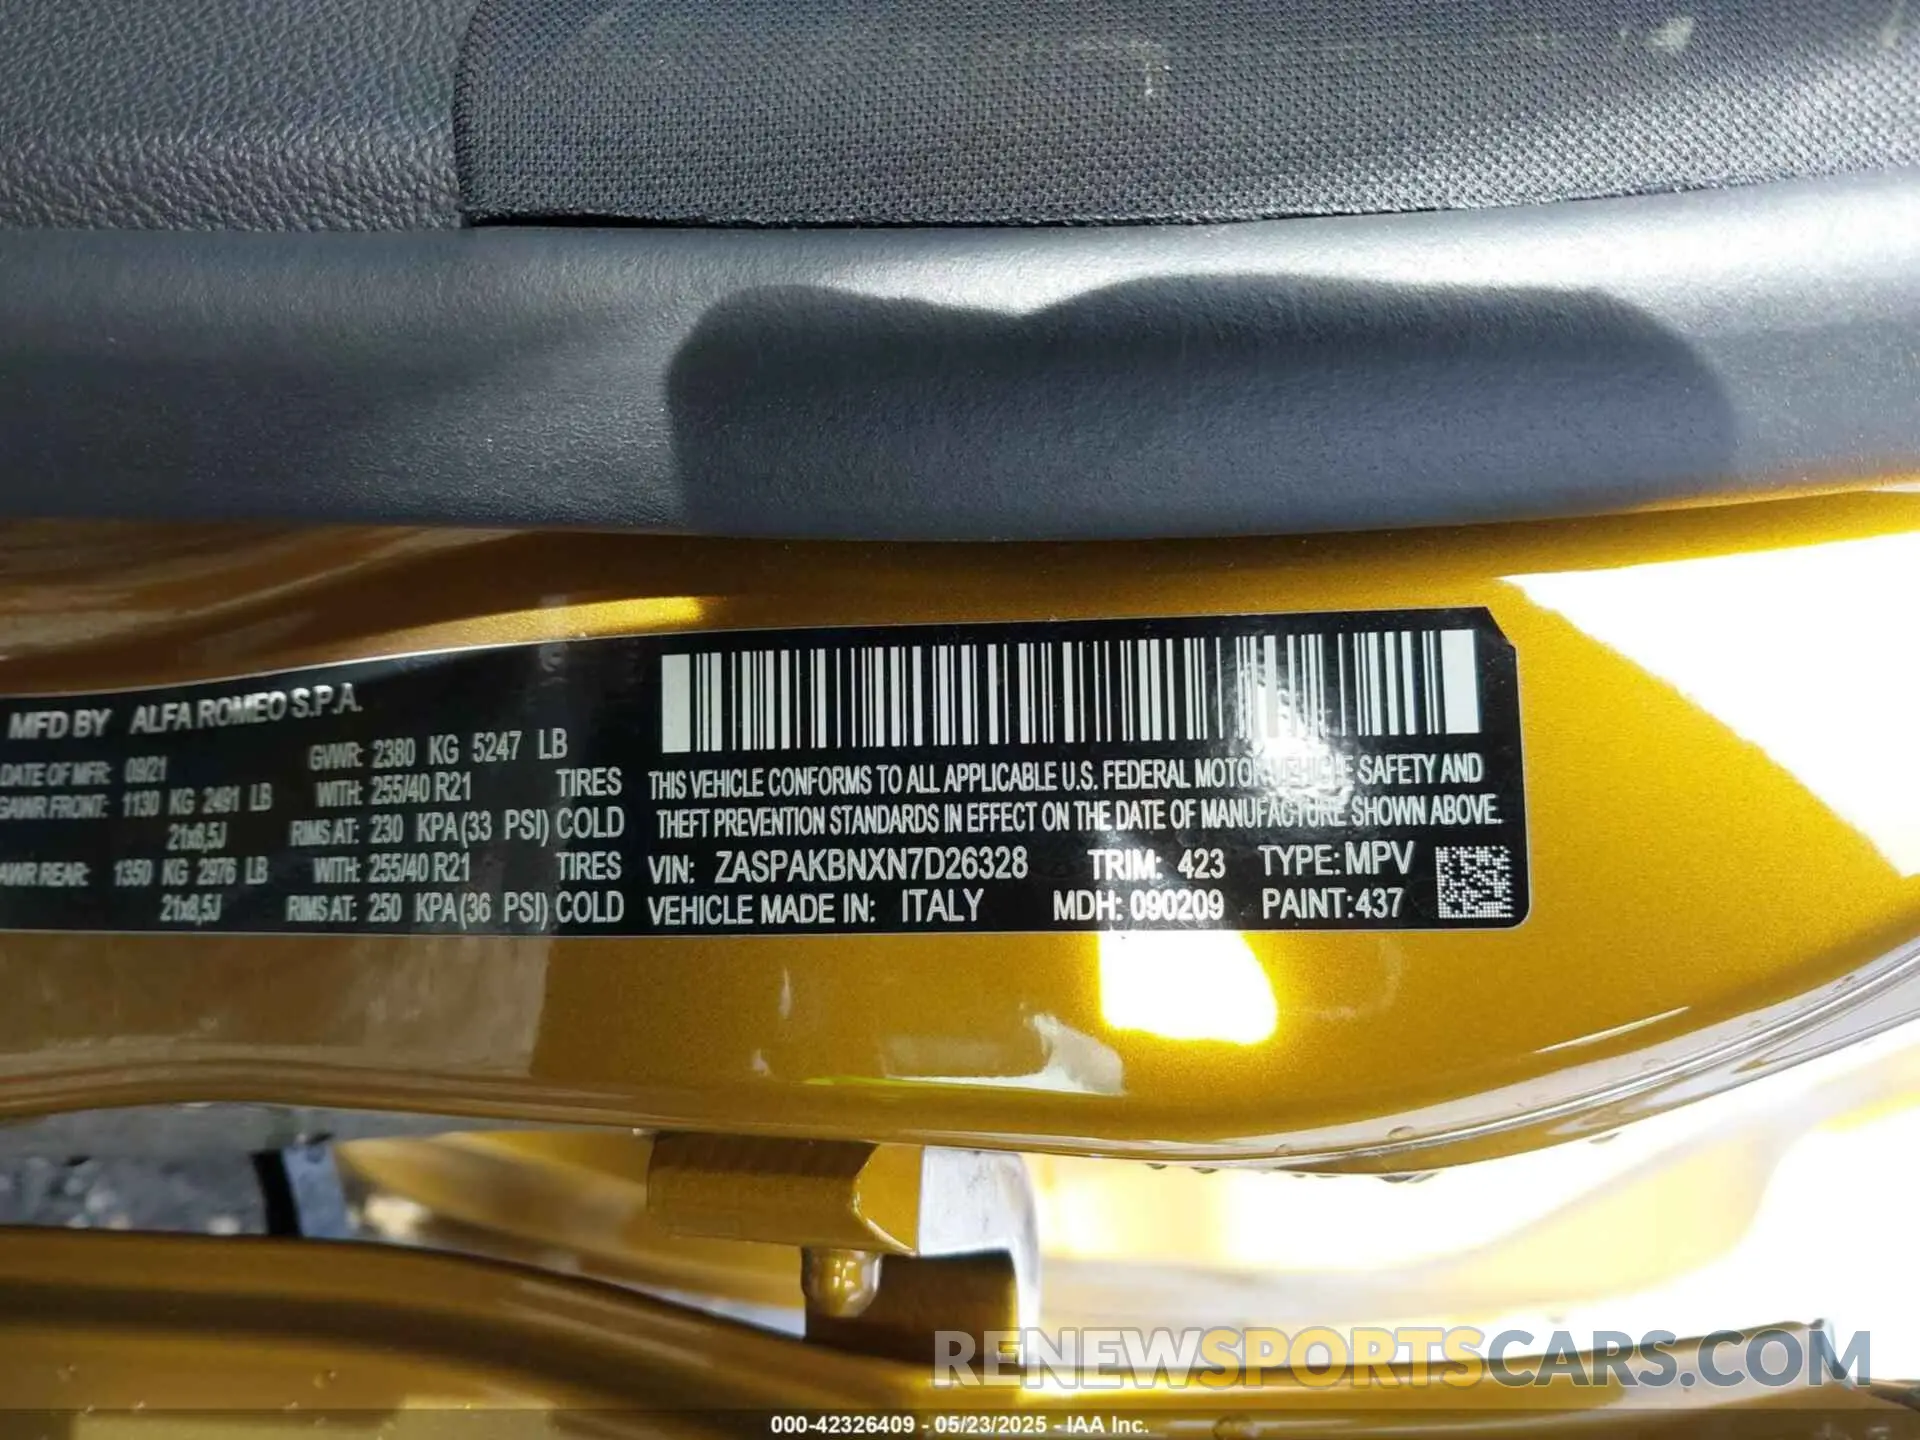 MFD BY ALFA ROMEO S.P.A.
DATE OF MFR: 09/21 GVWR: 2380 KG 5247 LB
GAWR FRONT: 1130 KG 2491 LB WITH: 255/40 R21 TIRES
21x8,5J RIMS AT: 230 KPA(33 PSI) COLD
AWR REAR: 1350 KG 2976 LB WITH: 255/40 R21 TIRES
21x8,5J RIMS AT: 250 KPA(36 PSI) COLD
THIS VEHICLE CONFORMS TO ALL APPLICABLE U.S. FEDERAL MOTOR VEHICLE SAFETY AND
THEFT PREVENTION STANDARDS IN EFFECT ON THE DATE OF MANUFACTURE SHOWN ABOVE.
VIN: ZASPAKBNXN7D26328 TRIM: 423 TYPE: MPV
VEHICLE MADE IN: ITALY MDH: 090209 PAINT: 437
RENEWSPORTSCARS.COM
000-42326409 - 05/23/2025 - IAA Inc.